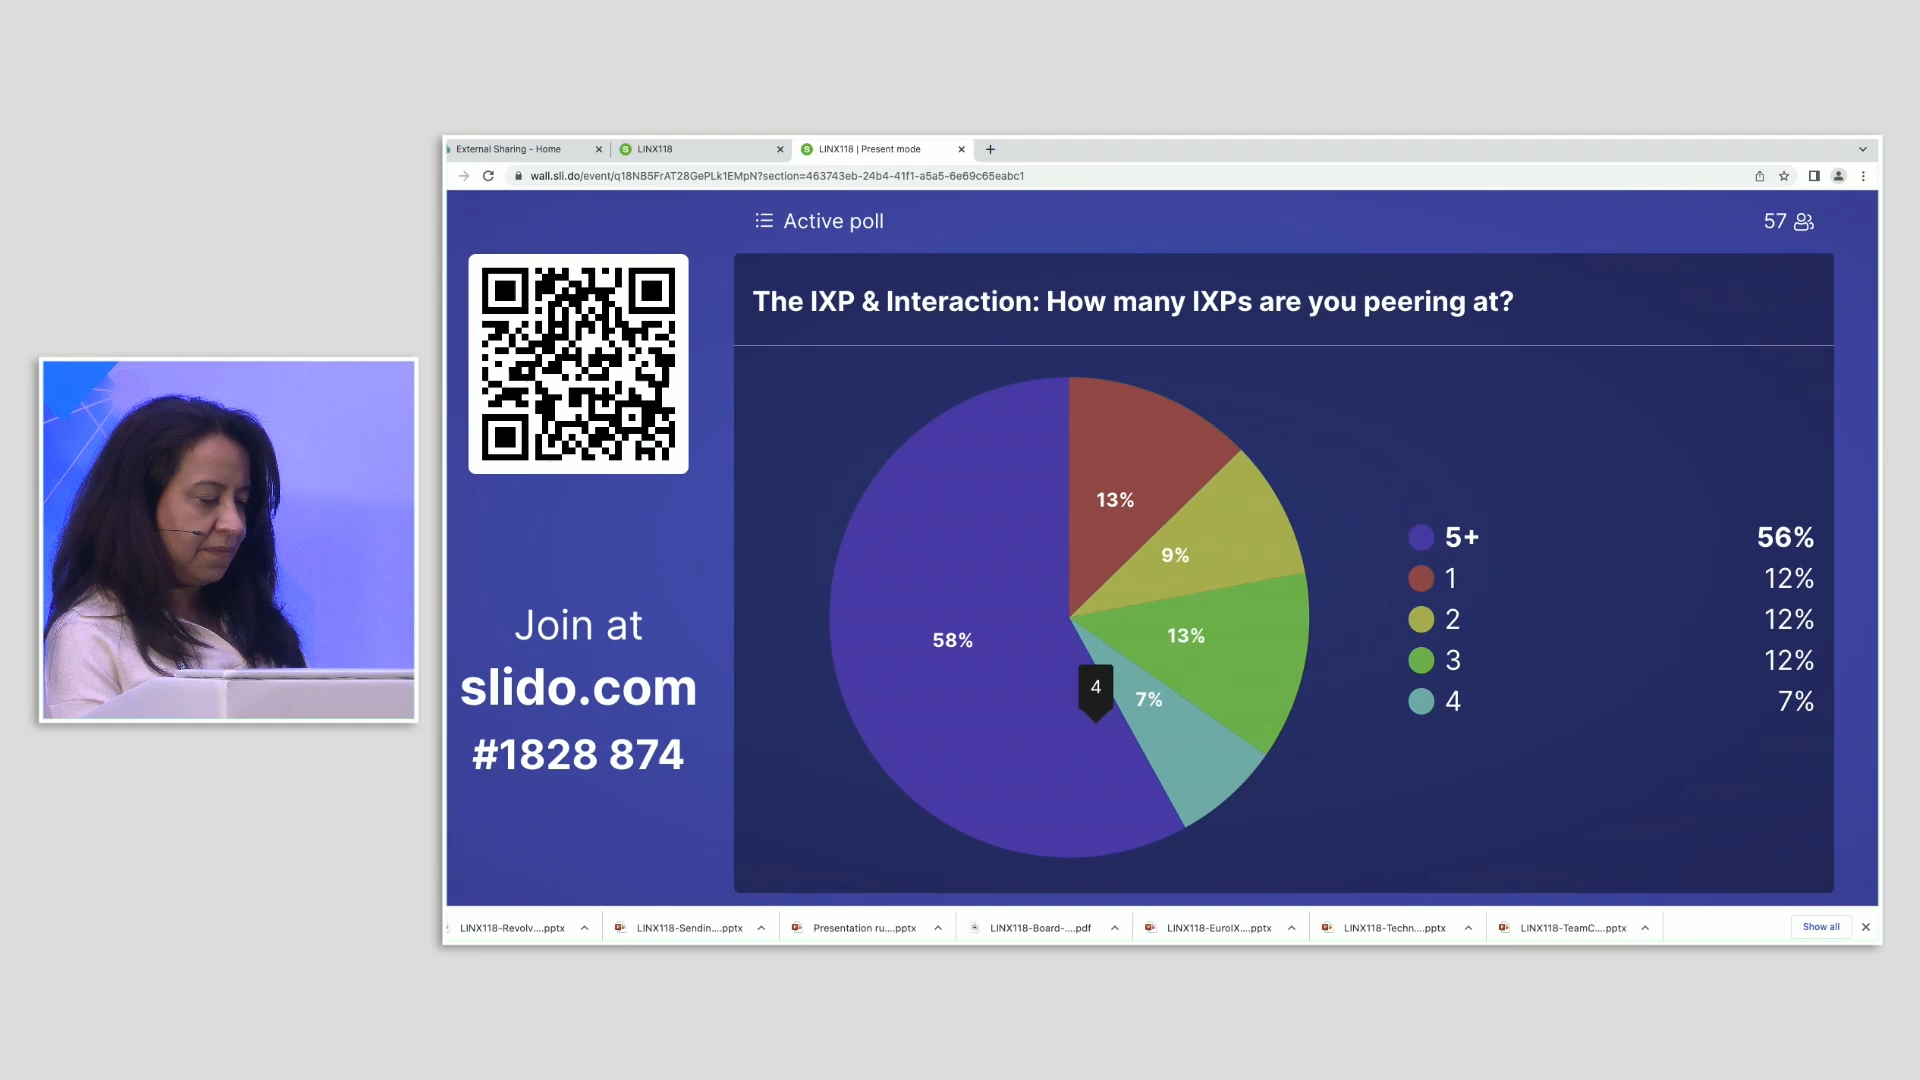 External Sharing - Home
LINX118
LINX118 | Present mode
wall.sli.do/event/q18NB5FrAT28GePLk1EMpN?section=463743eb-24b4-41f1-a5a5-6e69c65eabc1
Active poll
57
The IXP & Interaction: How many IXPs are you peering at?
13%
9%
13%
7%
58%
4
5+ 56%
1 12%
2 12%
3 12%
4 7%
Join at
slido.com
#1828 874
LINX118-Revolv....pptx
LINX118-Sendin....pptx
Presentation ru....pptx
LINX118-Board-....pdf
LINX118-EuroIX....pptx
LINX118-Techn....pptx
LINX118-TeamC....pptx
Show all